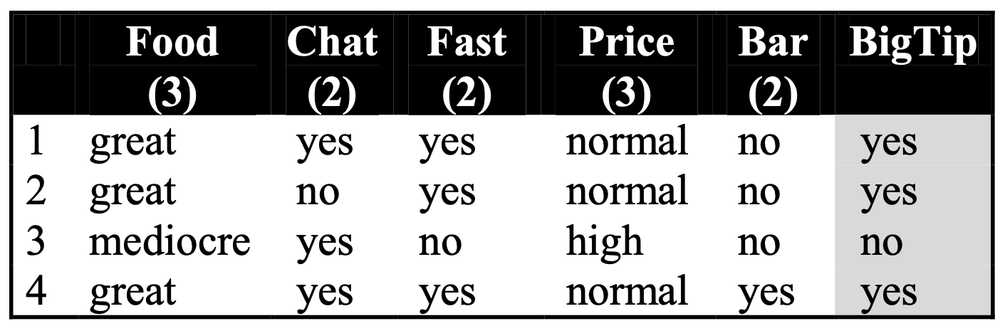 Food Chat Fast Price Bar BigTip
(3) (2) (2) (3) (2)
1 great yes yes normal no yes
2 great no yes normal no yes
3 mediocre yes no high no no
4 great yes yes normal yes yes